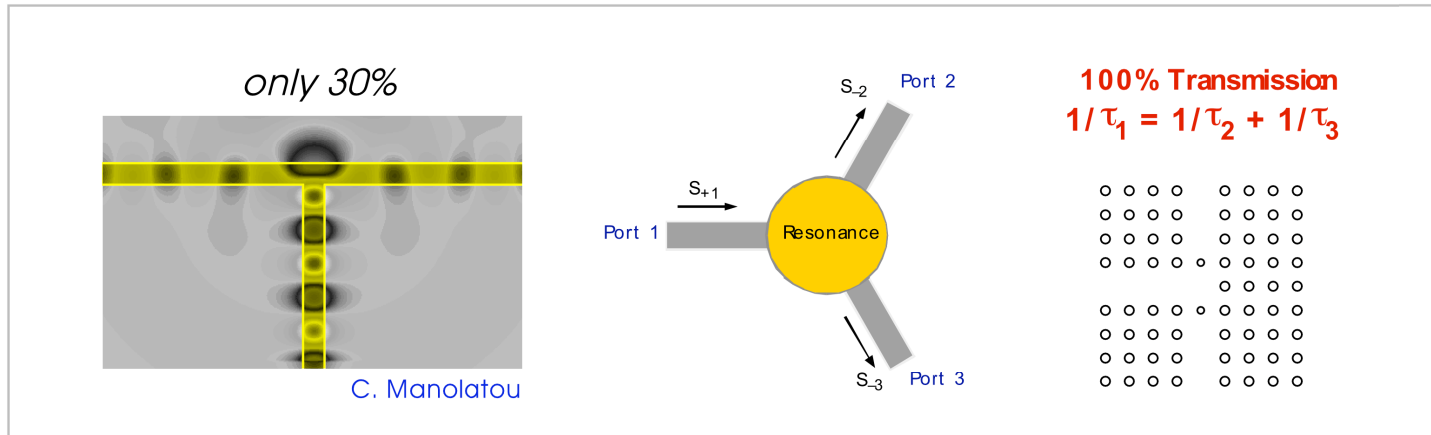 only 30%
C. Manolatou
S–2
Port 2
S+1
Port 1
Resonance
S–3
Port 3
100% Transmission
1/τ1 = 1/τ2 + 1/τ3